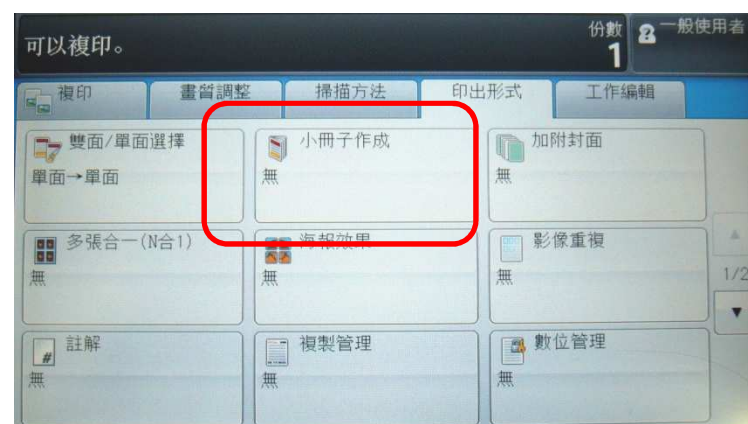 可以複印。
份數
1
一般使用者
複印
畫質調整
掃描方法
印出形式
工作編輯
雙面/單面選擇
單面→單面
小冊子作成
無
加附封面
無
多張合一(N合1)
無
海報效果
無
影像重複
無
1/2
註解
無
複製管理
無
數位管理
無